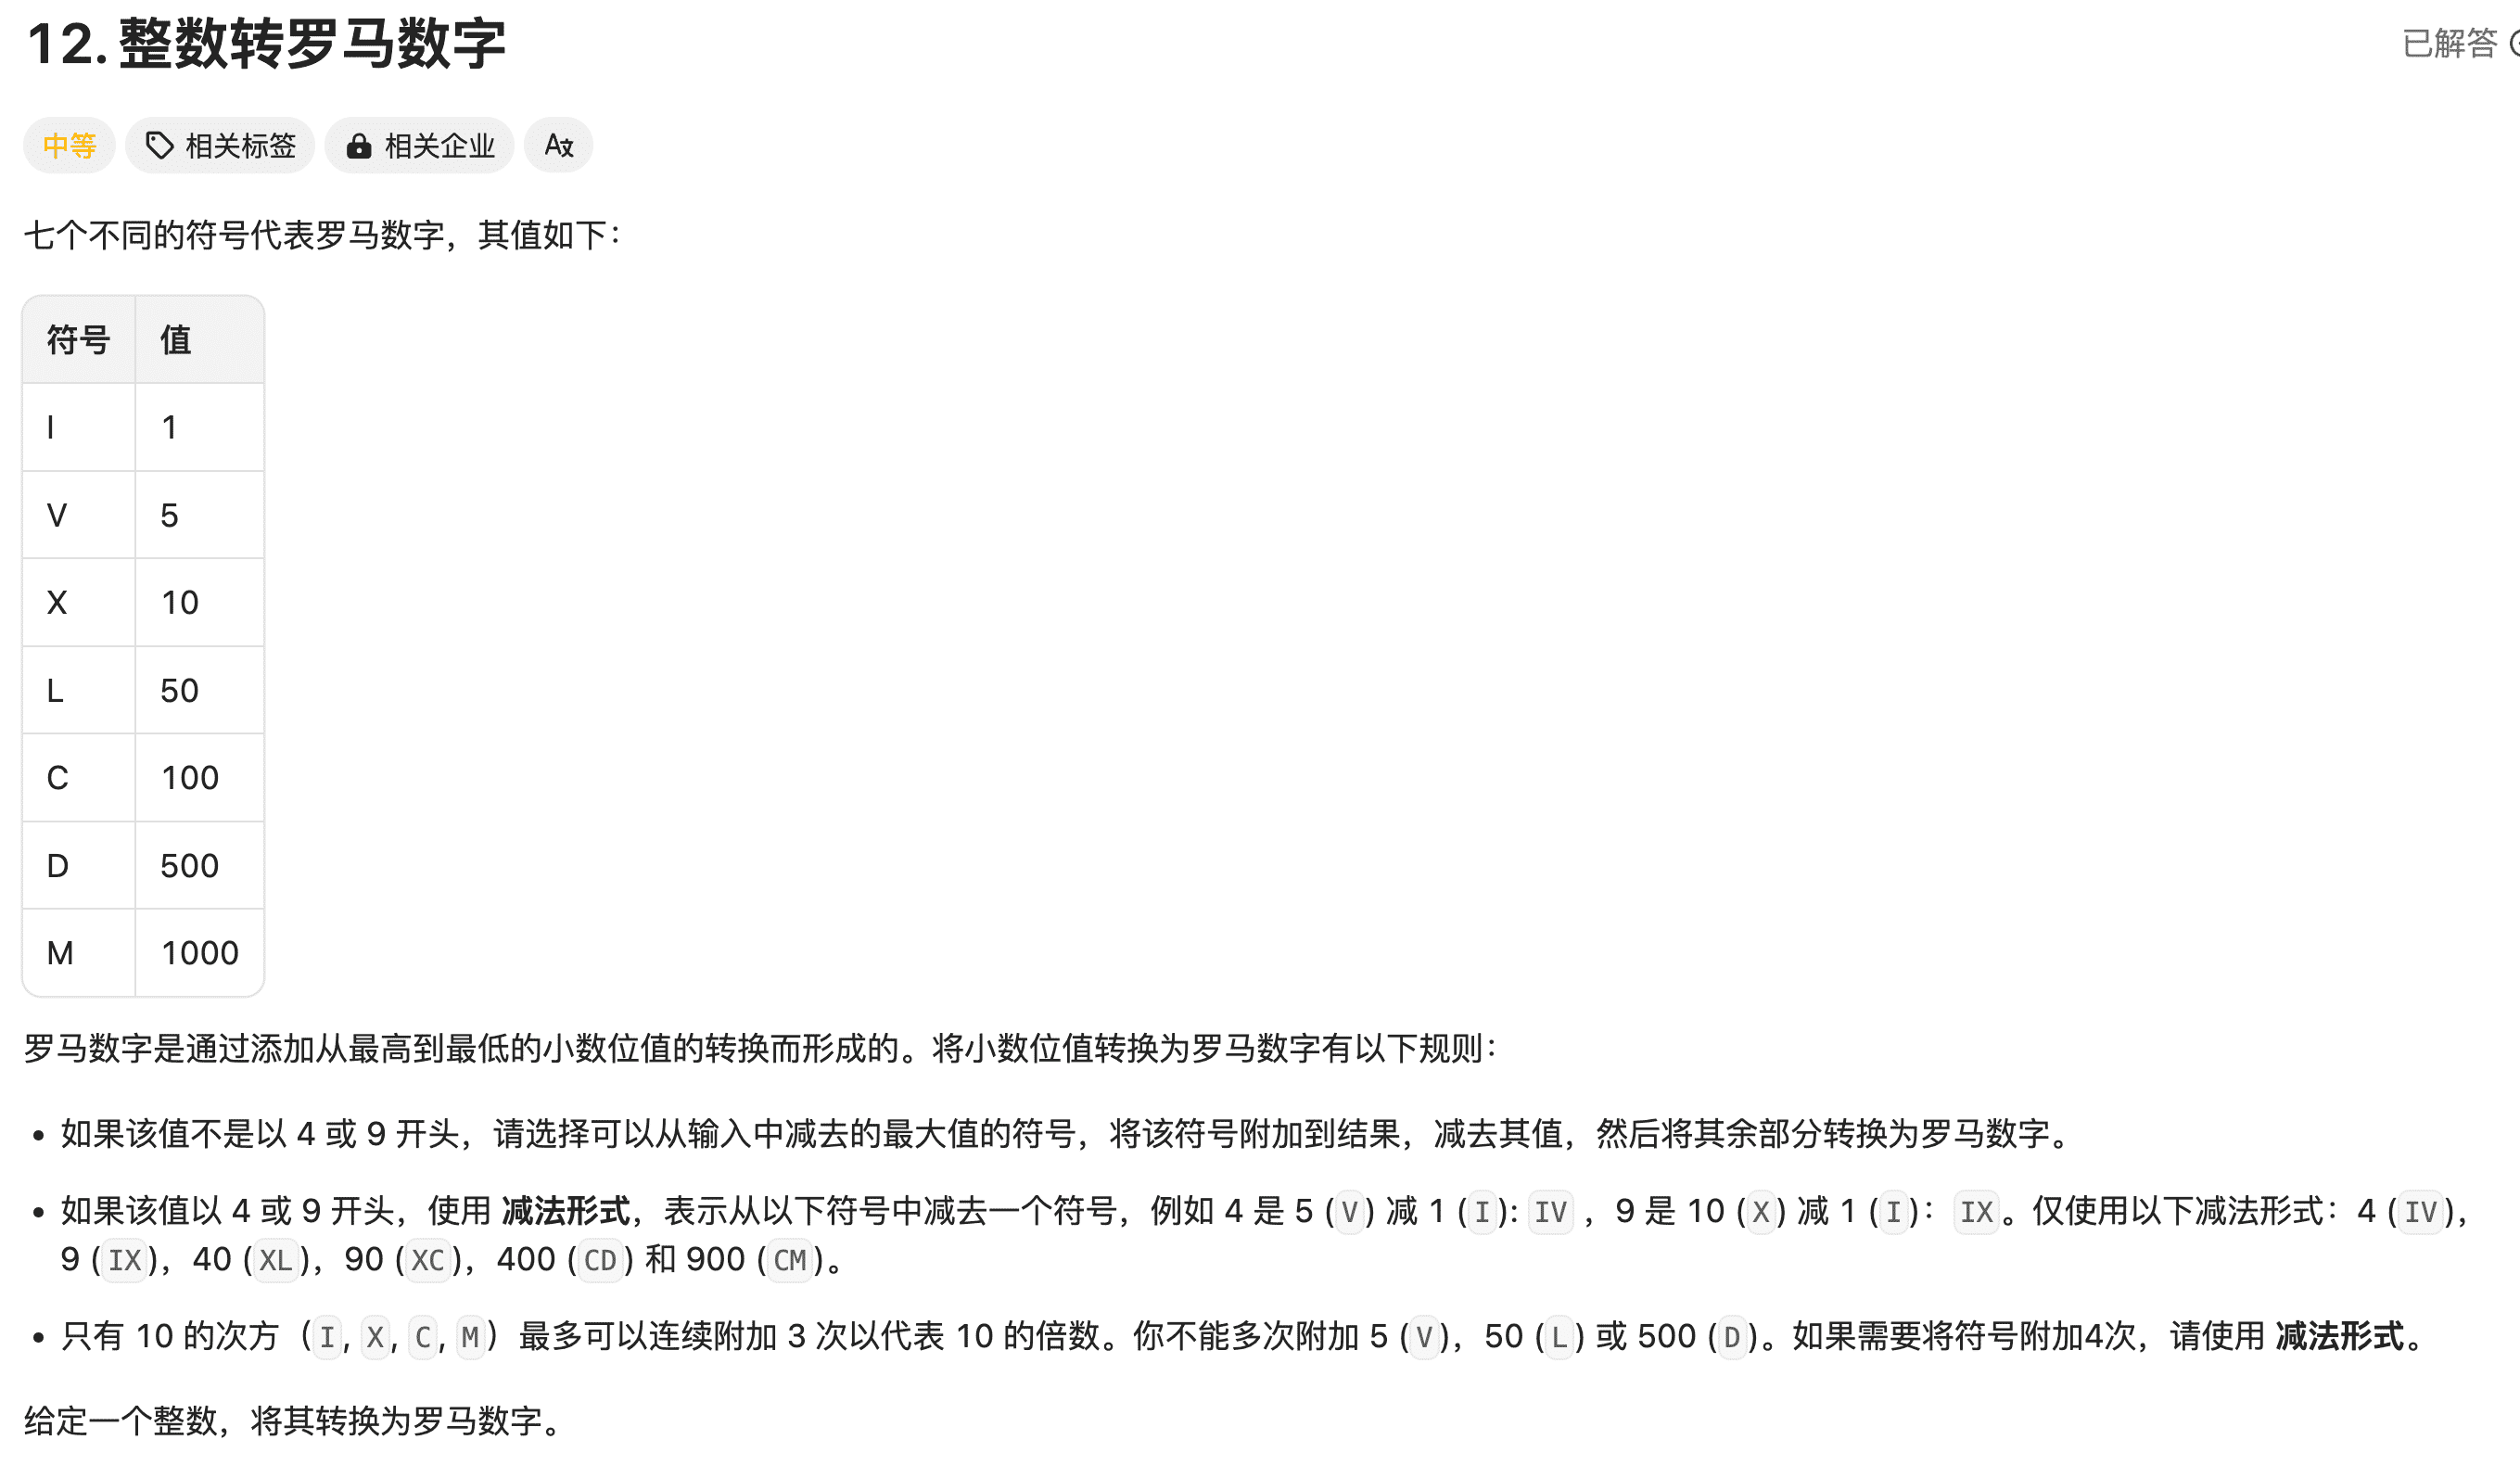 12. 整数转罗马数字
已解答
中等 相关标签 相关企业
七个不同的符号代表罗马数字，其值如下：
符号 值
I 1
V 5
X 10
L 50
C 100
D 500
M 1000
罗马数字是通过添加从最高到最低的小数位值的转换而形成的。将小数位值转换为罗马数字有以下规则：
• 如果该值不是以 4 或 9 开头，请选择可以从输入中减去的最大值的符号，将该符号附加到结果，减去其值，然后将其余部分转换为罗马数字。
• 如果该值以 4 或 9 开头，使用 减法形式，表示从以下符号中减去一个符号，例如 4 是 5 (V) 减 1 (I): IV ，9 是 10 (X) 减 1 (I)：IX。仅使用以下减法形式：4 (IV)，
9 (IX)，40 (XL)，90 (XC)，400 (CD) 和 900 (CM)。
• 只有 10 的次方（I, X, C, M）最多可以连续附加 3 次以代表 10 的倍数。你不能多次附加 5 (V)，50 (L) 或 500 (D)。如果需要将符号附加4次，请使用 减法形式。
给定一个整数，将其转换为罗马数字。